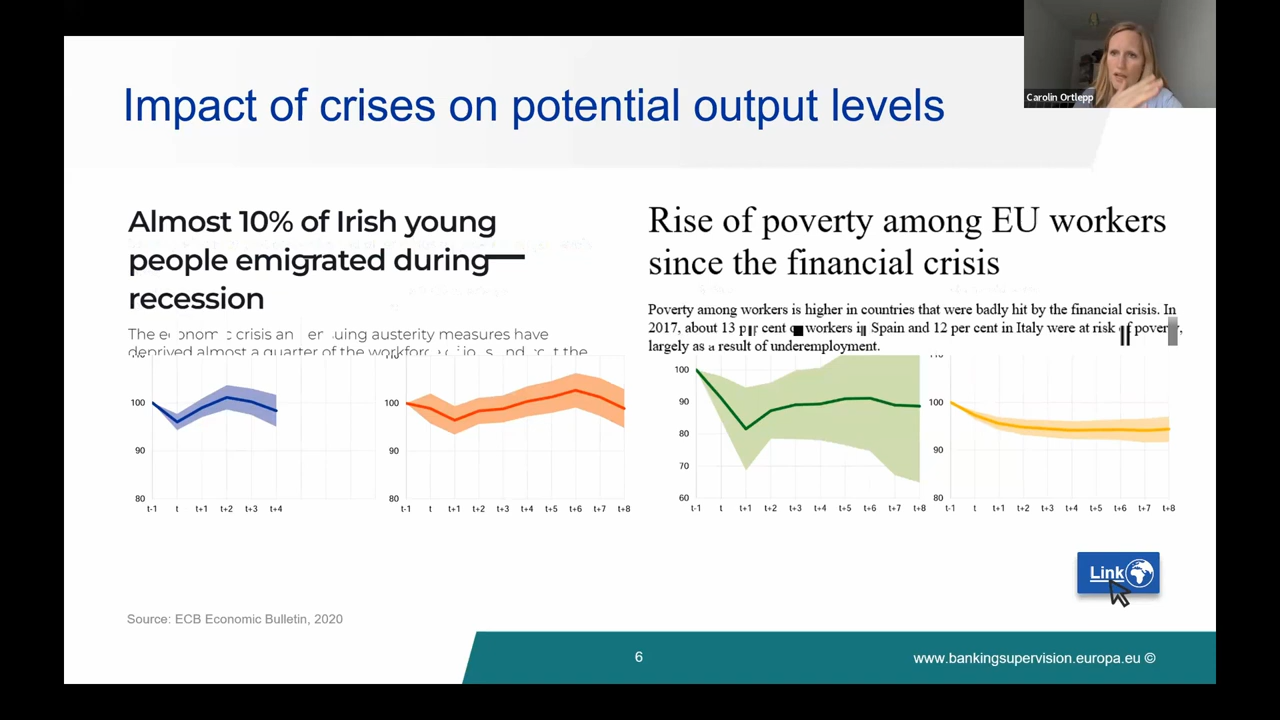 Carolin Ortlepp
Impact of crises on potential output levels
Almost 10% of Irish young
people emigrated during
recession
The economic crisis an suing austerity measures have
deprived almost a quarter of the workforce of jobs and the
Rise of poverty among EU workers
since the financial crisis
Poverty among workers is higher in countries that were badly hit by the financial crisis. In
2017, about 13 per cent of workers in Spain and 12 per cent in Italy were at risk of poverty,
largely as a result of underemployment.
100
90
80
t-1 t t+1 t+2 t+3 t+4
100
90
80
t-1 t t+1 t+2 t+3 t+4 t+5 t+6 t+7 t+8
100
90
80
70
60
t-1 t t+1 t+2 t+3 t+4 t+5 t+6 t+7 t+8
110
100
90
80
t-1 t t+1 t+2 t+3 t+4 t+5 t+6 t+7 t+8
Link
Source: ECB Economic Bulletin, 2020
6
www.bankingsupervision.europa.eu ©